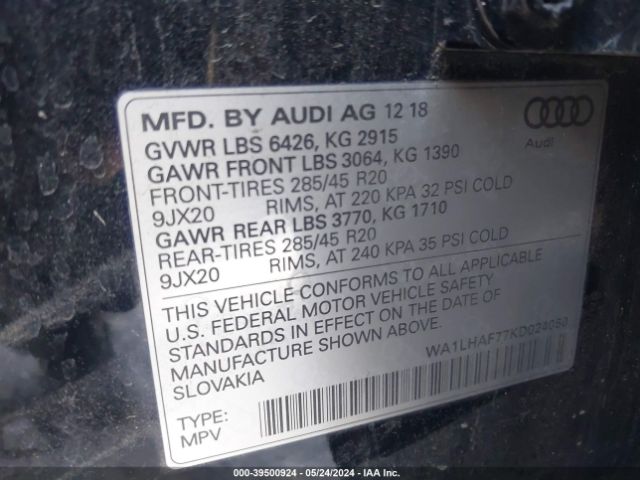 MFD. BY AUDI AG 12 18
GVWR LBS 6426, KG 2915
GAWR FRONT LBS 3064, KG 1390
FRONT-TIRES 285/45 R20
9JX20 RIMS, AT 220 KPA 32 PSI COLD
GAWR REAR LBS 3770, KG 1710
REAR-TIRES 285/45 R20
9JX20 RIMS, AT 240 KPA 35 PSI COLD
Audi
THIS VEHICLE CONFORMS TO ALL APPLICABLE
U.S. FEDERAL MOTOR VEHICLE SAFETY
STANDARDS IN EFFECT ON THE DATE OF
MANUFACTURE SHOWN ABOVE.
SLOVAKIA
WA1LHAF77KD024050
TYPE:
MPV
000-39500924 • 05/24/2024 • IAA Inc.